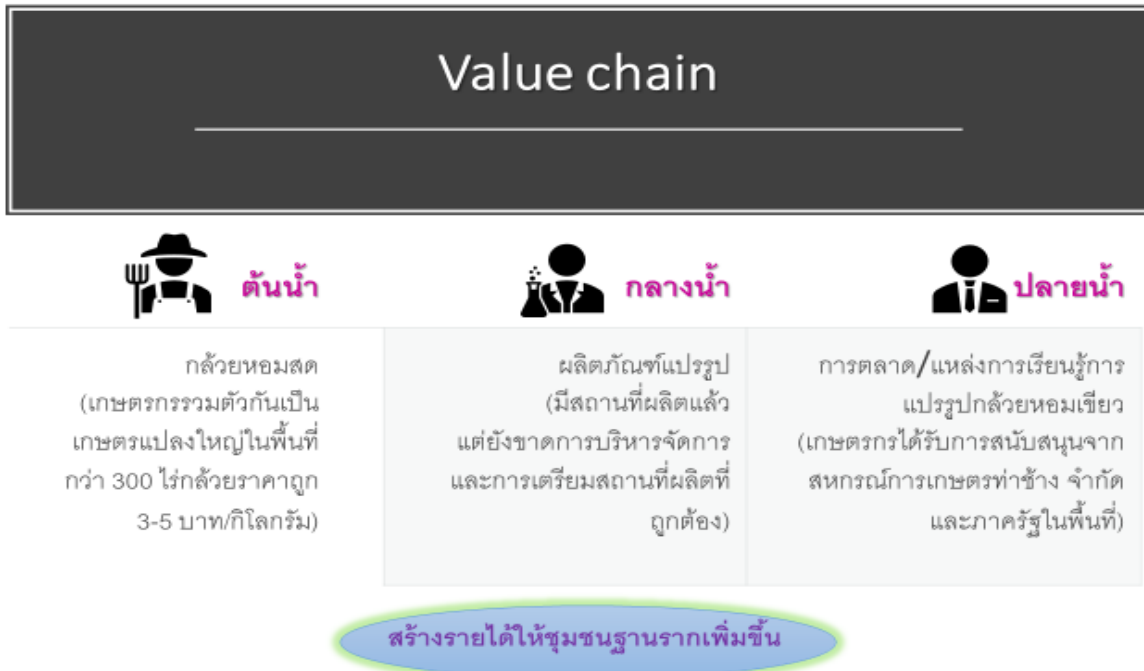 Value chain
ต้นน้ำ
กลางน้ำ
ปลายน้ำ
กล้วยหอมสด
(เกษตรกรรวมตัวกันเป็น
เกษตรแปลงใหญ่ในพื้นที่
กว่า 300 ไร่กล้วยราคาถูก
3-5 บาท/กิโลกรัม)
ผลิตภัณฑ์แปรรูป
(มีสถานที่ผลิตแล้ว
แต่ยังขาดการบริหารจัดการ
และการเตรียมสถานที่ผลิตที่
ถูกต้อง)
การตลาด/แหล่งการเรียนรู้การ
แปรรูปกล้วยหอมเขียว
(เกษตรกรได้รับการสนับสนุนจาก
สหกรณ์การเกษตรท่าช้าง จำกัด
และภาครัฐในพื้นที่)
สร้างรายได้ให้ชุมชนฐานรากเพิ่มขึ้น